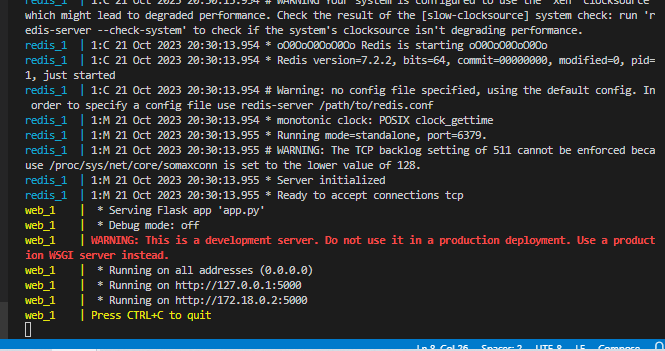 redis_1 | 1:C 21 Oct 2023 20:30:13.954 # WARNING Your system is configured to use the 'xen' clocksource
which might lead to degraded performance. Check the result of the [slow-clocksource] system check: run 'r
edis-server --check-system' to check if the system's clocksource isn't degrading performance.
redis_1 | 1:C 21 Oct 2023 20:30:13.954 * oO0OoO0OoO0Oo Redis is starting oO0OoO0OoO0Oo
redis_1 | 1:C 21 Oct 2023 20:30:13.954 * Redis version=7.2.2, bits=64, commit=00000000, modified=0, pid=
1, just started
redis_1 | 1:C 21 Oct 2023 20:30:13.954 # Warning: no config file specified, using the default config. In
order to specify a config file use redis-server /path/to/redis.conf
redis_1 | 1:M 21 Oct 2023 20:30:13.954 * monotonic clock: POSIX clock_gettime
redis_1 | 1:M 21 Oct 2023 20:30:13.955 * Running mode=standalone, port=6379.
redis_1 | 1:M 21 Oct 2023 20:30:13.955 # WARNING: The TCP backlog setting of 511 cannot be enforced beca
use /proc/sys/net/core/somaxconn is set to the lower value of 128.
redis_1 | 1:M 21 Oct 2023 20:30:13.955 * Server initialized
redis_1 | 1:M 21 Oct 2023 20:30:13.955 * Ready to accept connections tcp
web_1 | * Serving Flask app 'app.py'
web_1 | * Debug mode: off
web_1 | WARNING: This is a development server. Do not use it in a production deployment. Use a product
ion WSGI server instead.
web_1 | * Running on all addresses (0.0.0.0)
web_1 | * Running on http://127.0.0.1:5000
web_1 | * Running on http://172.18.0.2:5000
web_1 | Press CTRL+C to quit
Ln 8, Col 26 Spaces: 2 UTF-8 LF Compose